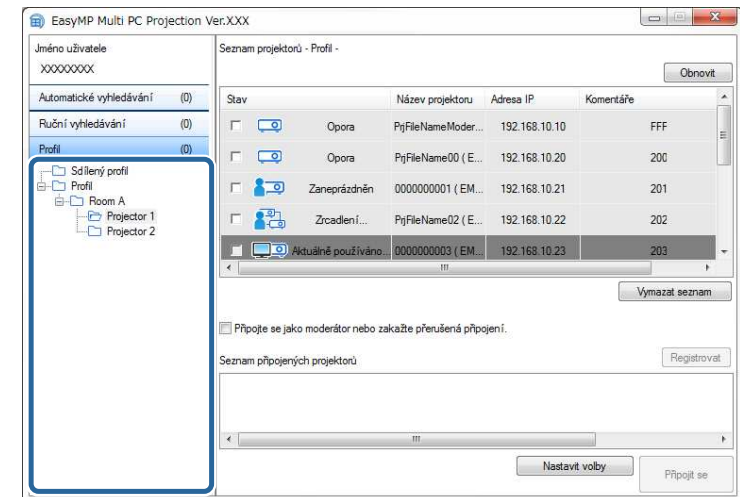 EasyMP Multi PC Projection Ver.XXX
Jméno uživatele
XXXXXXXX
Automatické vyhledávání (0)
Ruční vyhledávání (0)
Profil (0)
Sdílený profil
Profil
Room A
Projector 1
Projector 2
Seznam projektorů - Profil -
Obnovit
Stav Název projektoru Adresa IP Komentáře
Opora PrjFileNameModer... 192.168.10.10 FFF
Opora PrjFileName00 ( E... 192.168.10.20 200
Zaneprázdněn 0000000001 ( EM... 192.168.10.21 201
Zrcadlení... PrjFileName02 ( E... 192.168.10.22 202
Aktuálně používáno... 0000000003 ( EM... 192.168.10.23 203
Vymazat seznam
Připojte se jako moderátor nebo zakažte přerušená připojení.
Seznam připojených projektorů
Registrovat
Nastavit volby
Připojit se